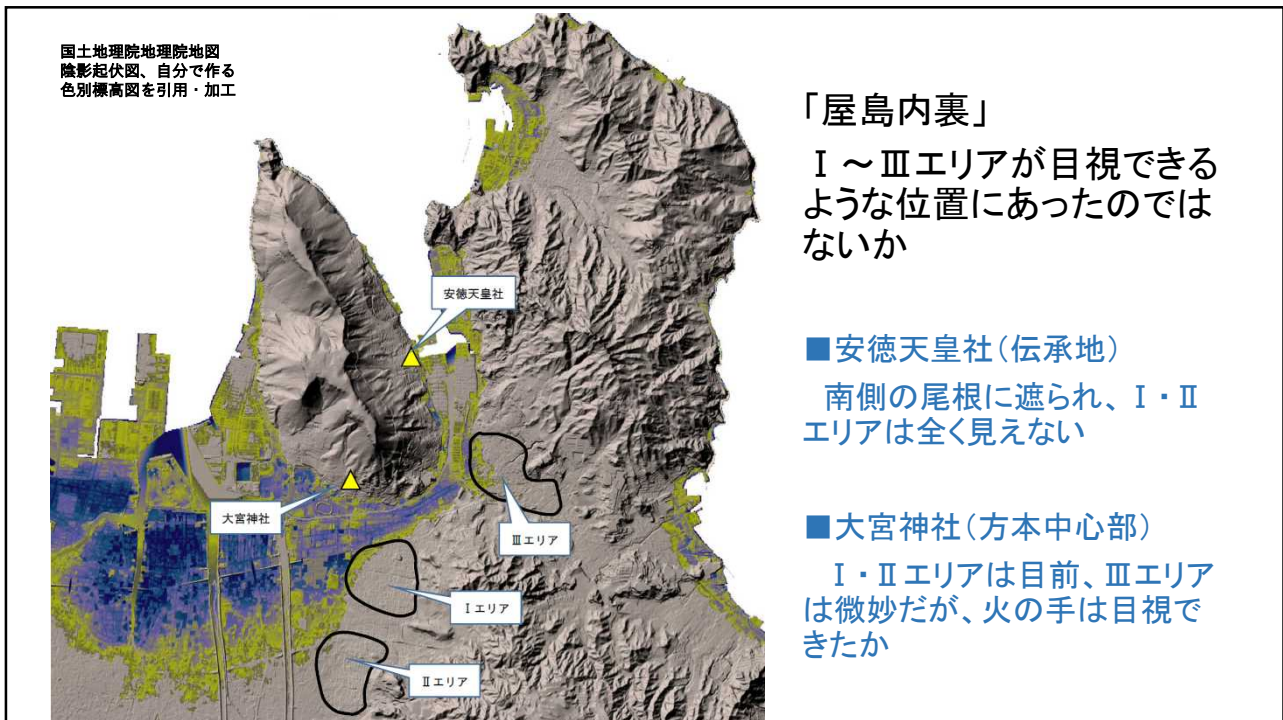 国土地理院地理院地図
陰影起伏図、自分で作る
色別標高図を引用・加工
「屋島内裏」
Ⅰ～Ⅲエリアが目視できる
ような位置にあったのでは
ないか
■安徳天皇社(伝承地)
南側の尾根に遮られ、Ⅰ・Ⅱ
エリアは全く見えない
■大宮神社(方本中心部)
Ⅰ・Ⅱエリアは目前、Ⅲエリア
は微妙だが、火の手は目視で
きたか
安徳天皇社
大宮神社
Ⅲエリア
Ⅰエリア
Ⅱエリア